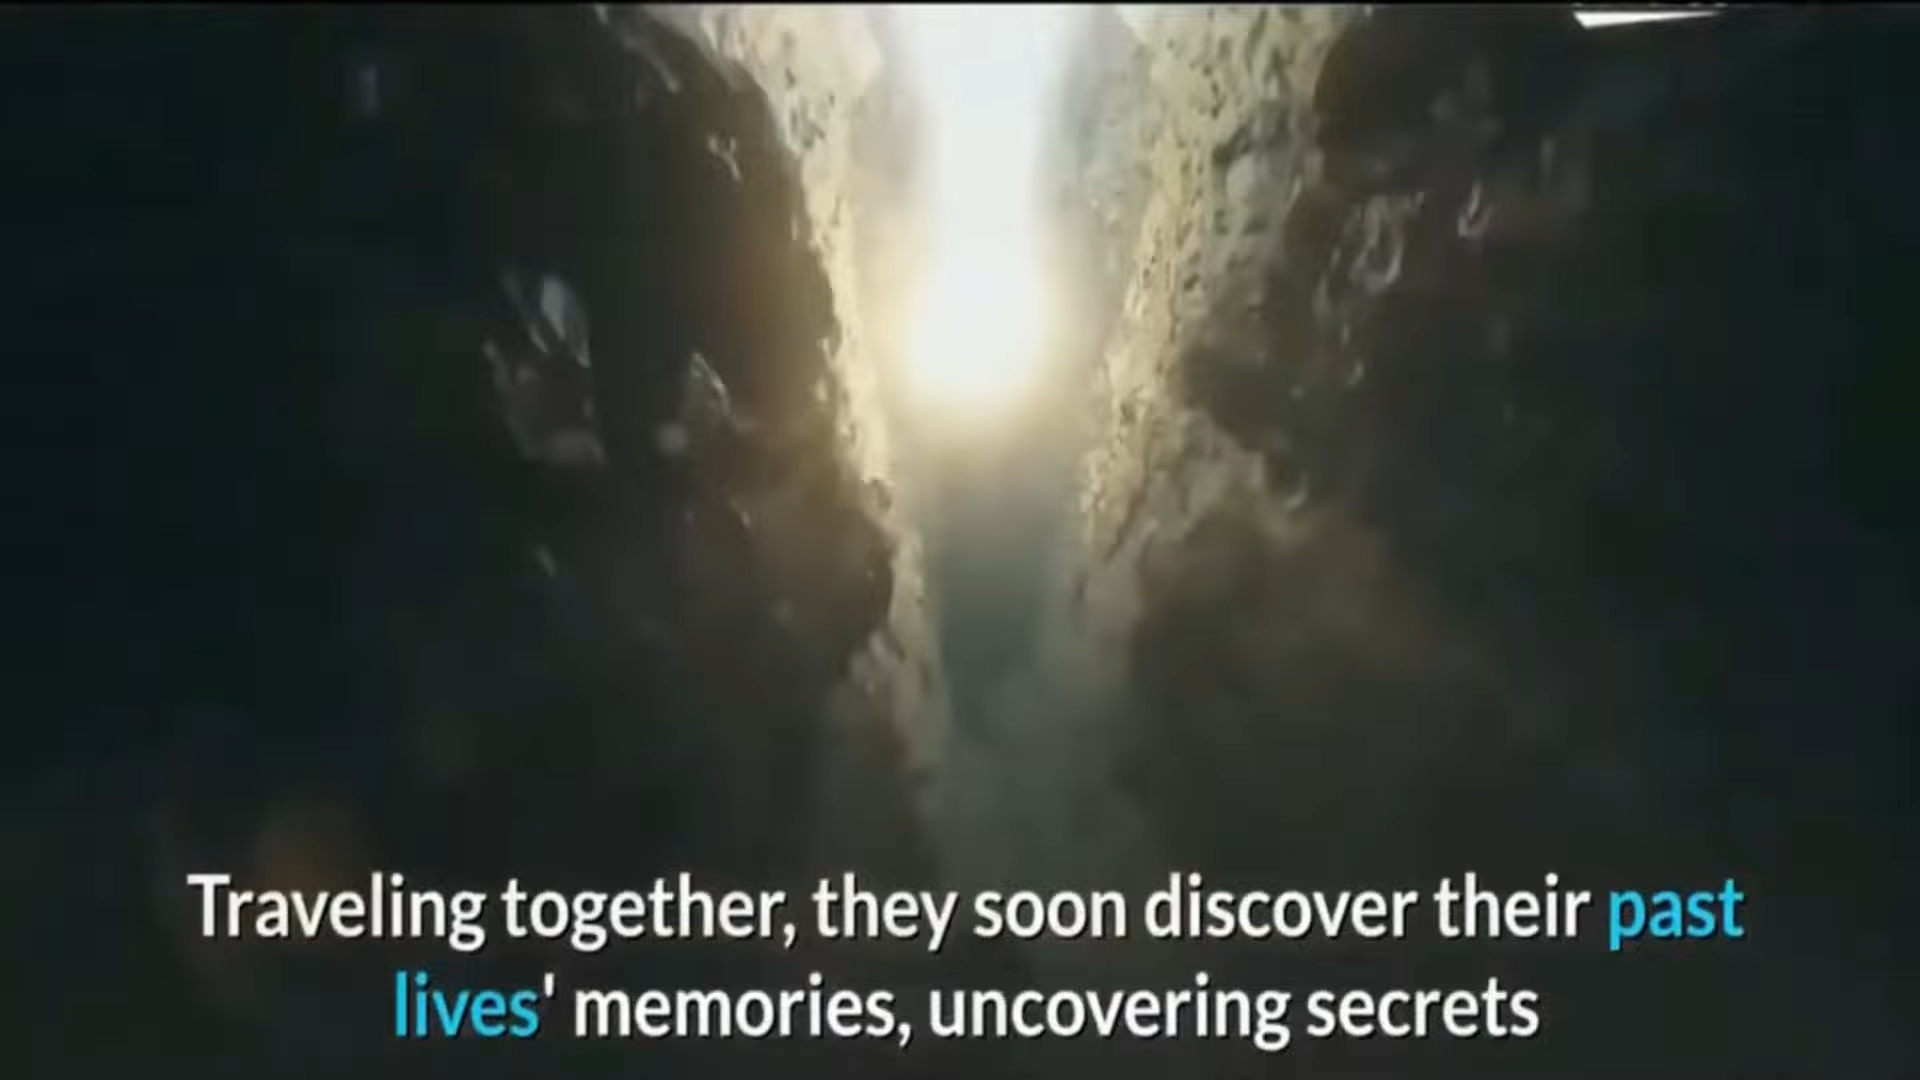 Traveling together, they soon discover their past
lives' memories, uncovering secrets